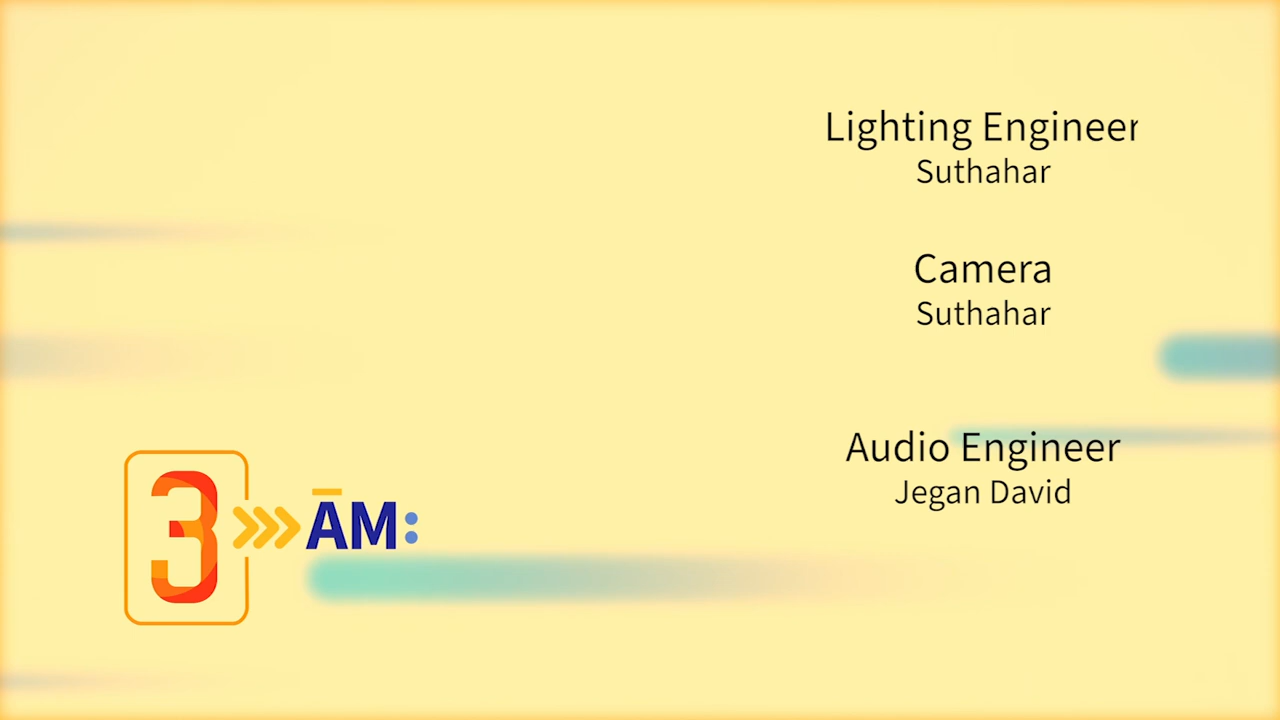 Lighting Engineer
Suthahar
Camera
Suthahar
Audio Engineer
Jegan David
3 ĀM: